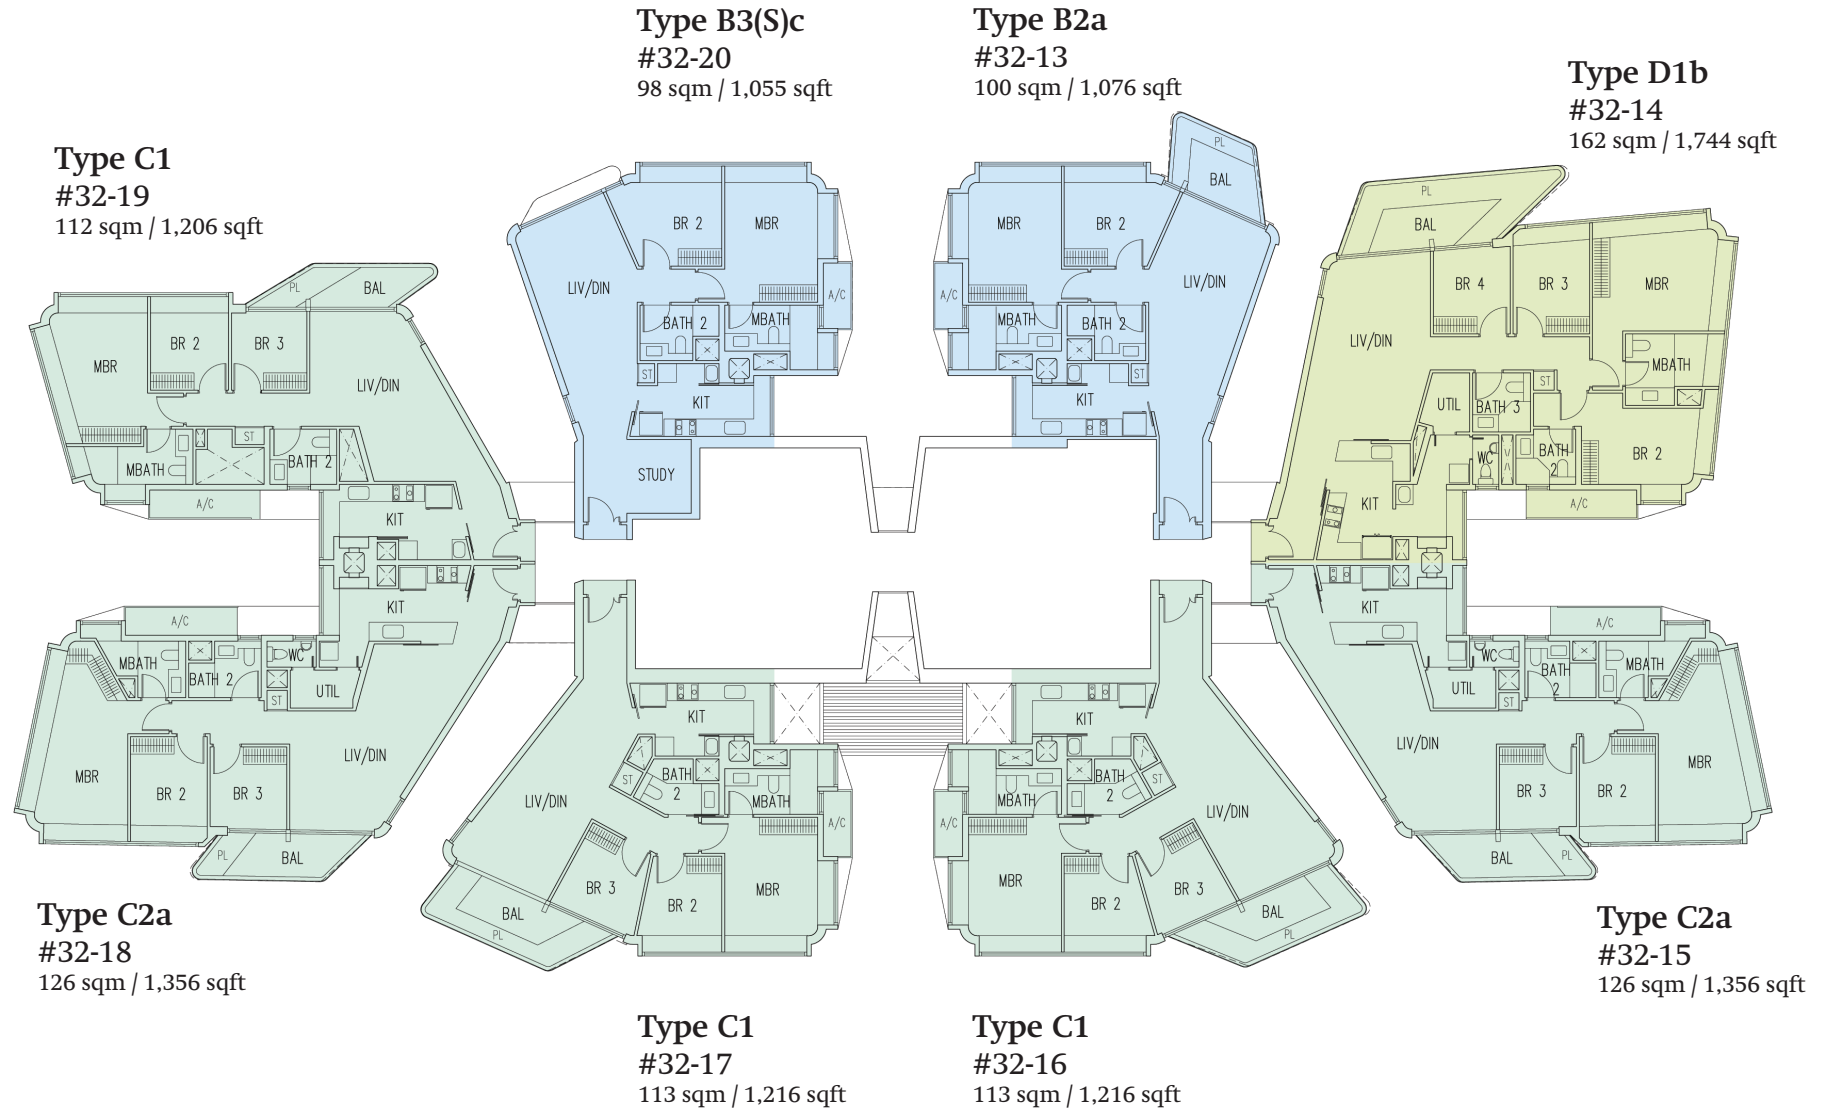 Type B3(S)c
#32-20
98 sqm / 1,055 sqft
Type B2a
#32-13
100 sqm / 1,076 sqft
Type D1b
#32-14
162 sqm / 1,744 sqft
Type C1
#32-19
112 sqm / 1,206 sqft
PL
BAL
MBR
BR 2
BR 3
LIV/DIN
MBATH
ST
BATH 2
A/C
KIT
BR 2
MBR
LIV/DIN
A/C
BATH 2
MBATH
ST
KIT
STUDY
PL
BAL
MBR
BR 2
LIV/DIN
A/C
MBATH
BATH 2
ST
KIT
PL
BAL
BR 4
BR 3
MBR
LIV/DIN
MBATH
ST
UTIL
BATH 3
WC
BATH
2
BR 2
KIT
A/C
KIT
A/C
MBATH
BATH 2
WC
UTIL
ST
LIV/DIN
MBR
BR 2
BR 3
PL
BAL
KIT
BATH
2
ST
MBATH
LIV/DIN
A/C
BR 3
BR 2
MBR
BAL
PL
KIT
BATH
2
ST
MBATH
LIV/DIN
A/C
MBR
BR 2
BR 3
BAL
PL
KIT
A/C
WC
BATH
2
MBATH
UTIL
ST
LIV/DIN
MBR
BR 3
BR 2
BAL
PL
Type C2a
#32-18
126 sqm / 1,356 sqft
Type C2a
#32-15
126 sqm / 1,356 sqft
Type C1
#32-17
113 sqm / 1,216 sqft
Type C1
#32-16
113 sqm / 1,216 sqft